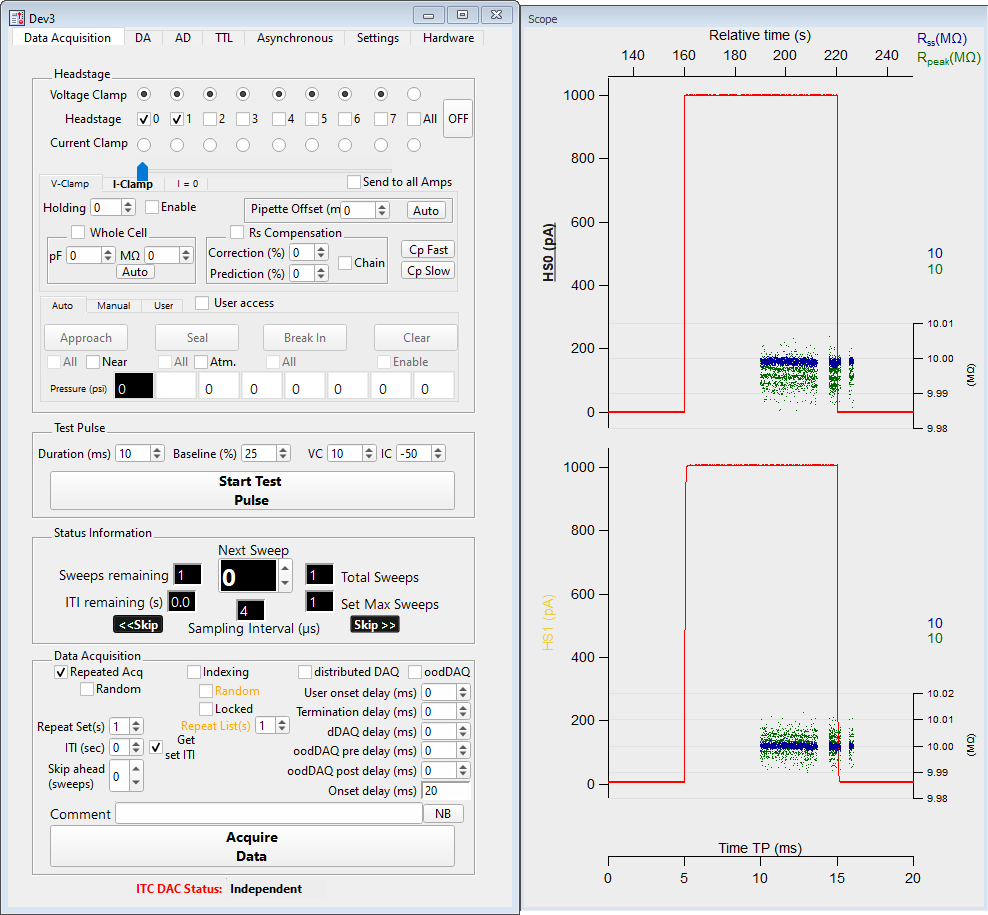 Dev3
Data Acquisition DA AD TTL Asynchronous Settings Hardware
Headstage
Voltage Clamp
Headstage 0 1 2 3 4 5 6 7 All OFF
Current Clamp
V-Clamp I-Clamp I = 0 Send to all Amps
Holding 0 Enable Pipette Offset (m 0 Auto
Whole Cell Rs Compensation
pF 0 MΩ 0 Correction (%) 0 Chain Cp Fast
Auto Prediction (%) 0 Cp Slow
Auto Manual User User access
Approach Seal Break In Clear
All Near All Atm. All Enable
Pressure (psi) 0 0 0 0 0 0 0
Test Pulse
Duration (ms) 10 Baseline (%) 25 VC 10 IC -50
Start Test
Pulse
Status Information
Next Sweep
Sweeps remaining 1 0 1 Total Sweeps
ITI remaining (s) 0.0 4 1 Set Max Sweeps
<<Skip Sampling Interval (µs) Skip >>
Data Acquisition
Repeated Acq Indexing distributed DAQ oodDAQ
Random Random User onset delay (ms) 0
Locked Termination delay (ms) 0
Repeat Set(s) 1 Repeat List(s) 1 dDAQ delay (ms) 0
ITI (sec) 0 Get set ITI oodDAQ pre delay (ms) 0
Skip ahead (sweeps) 0 oodDAQ post delay (ms) 0
Onset delay (ms) 20
Comment NB
Acquire
Data
ITC DAC Status: Independent
Scope
Relative time (s)
140 160 180 200 220 240
Rss(MΩ)
Rpeak(MΩ)
HS0 (pA)
1000
800
600
400
200
0
10
10
10.01
10.00
9.99
9.98
(MΩ)
HS1 (pA)
1000
800
600
400
200
0
10
10
10.02
10.01
10.00
9.99
9.98
(MΩ)
Time TP (ms)
0 5 10 15 20